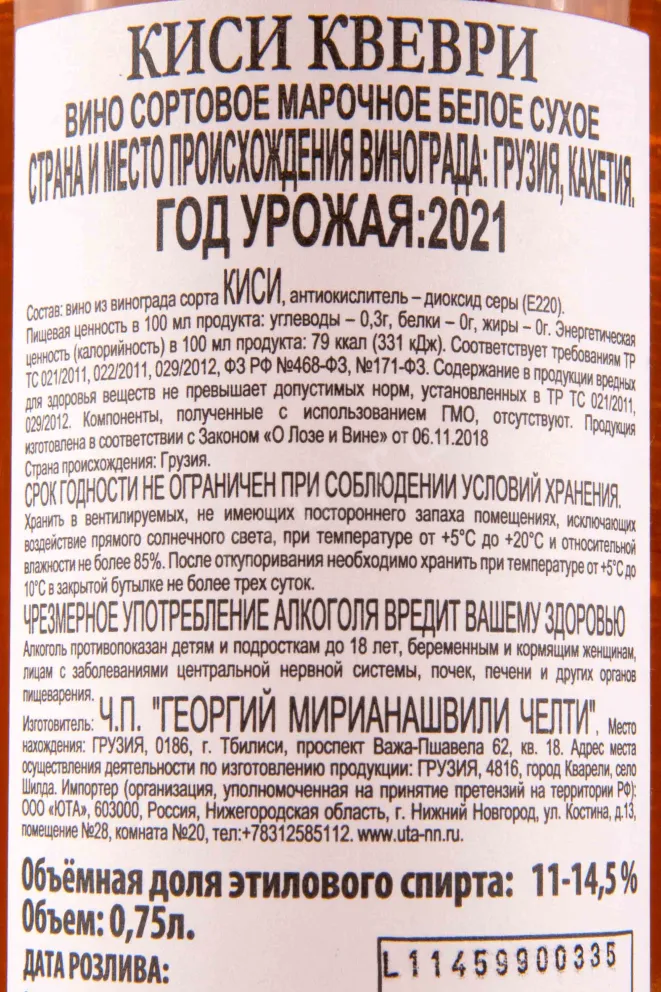 КИСИ КВЕВРИ
ВИНО СОРТОВОЕ МАРОЧНОЕ БЕЛОЕ СУХОЕ
СТРАНА И МЕСТО ПРОИСХОЖДЕНИЯ ВИНОГРАДА: ГРУЗИЯ, КАХЕТИЯ.
ГОД УРОЖАЯ:2021
Состав: вино из винограда сорта КИСИ, антиокислитель – диоксид серы (Е220).
Пищевая ценность в 100 мл продукта: углеводы – 0,3г, белки – 0г, жиры – 0г. Энергетическая
ценность (калорийность) в 100 мл продукта: 79 ккал (331 кДж). Соответствует требованиям ТР
ТС 021/2011, 022/2011, 029/2012, ФЗ РФ №468-ФЗ, №171-ФЗ. Содержание в продукции вредных
для здоровья веществ не превышает допустимых норм, установленных в ТР ТС 021/2011,
029/2012. Компоненты, полученные с использованием ГМО, отсутствуют. Продукция
изготовлена в соответствии с Законом «О Лозе и Вине» от 06.11.2018
Страна происхождения: Грузия.
СРОК ГОДНОСТИ НЕ ОГРАНИЧЕН ПРИ СОБЛЮДЕНИИ УСЛОВИЙ ХРАНЕНИЯ.
Хранить в вентилируемых, не имеющих постороннего запаха помещениях, исключающих
воздействие прямого солнечного света, при температуре от +5°С до +20°С и относительной
влажности не более 85%. После откупоривания необходимо хранить при температуре от +5°С до
10°С в закрытой бутылке не более трех суток.
ЧРЕЗМЕРНОЕ УПОТРЕБЛЕНИЕ АЛКОГОЛЯ ВРЕДИТ ВАШЕМУ ЗДОРОВЬЮ
Алкоголь противопоказан детям и подросткам до 18 лет, беременным и кормящим женщинам,
лицам с заболеваниями центральной нервной системы, почек, печени и других органов
пищеварения.
Изготовитель: Ч.П. "ГЕОРГИЙ МИРИАНАШВИЛИ ЧЕЛТИ", Место
нахождения: ГРУЗИЯ, 0186, г. Тбилиси, проспект Важа-Пшавела 62, кв. 18. Адрес места
осуществления деятельности по изготовлению продукции: ГРУЗИЯ, 4816, город Кварели, село
Шилда. Импортер (организация, уполномоченная на принятие претензий на территории РФ):
ООО «ЮТА», 603000, Россия, Нижегородская область, г. Нижний Новгород, ул. Костина, д.13,
помещение №28, комната №20, тел:+78312585112. www.uta-nn.ru.
Объёмная доля этилового спирта: 11-14,5%
Объем: 0,75л.
ДАТА РОЗЛИВА:
L11459900335